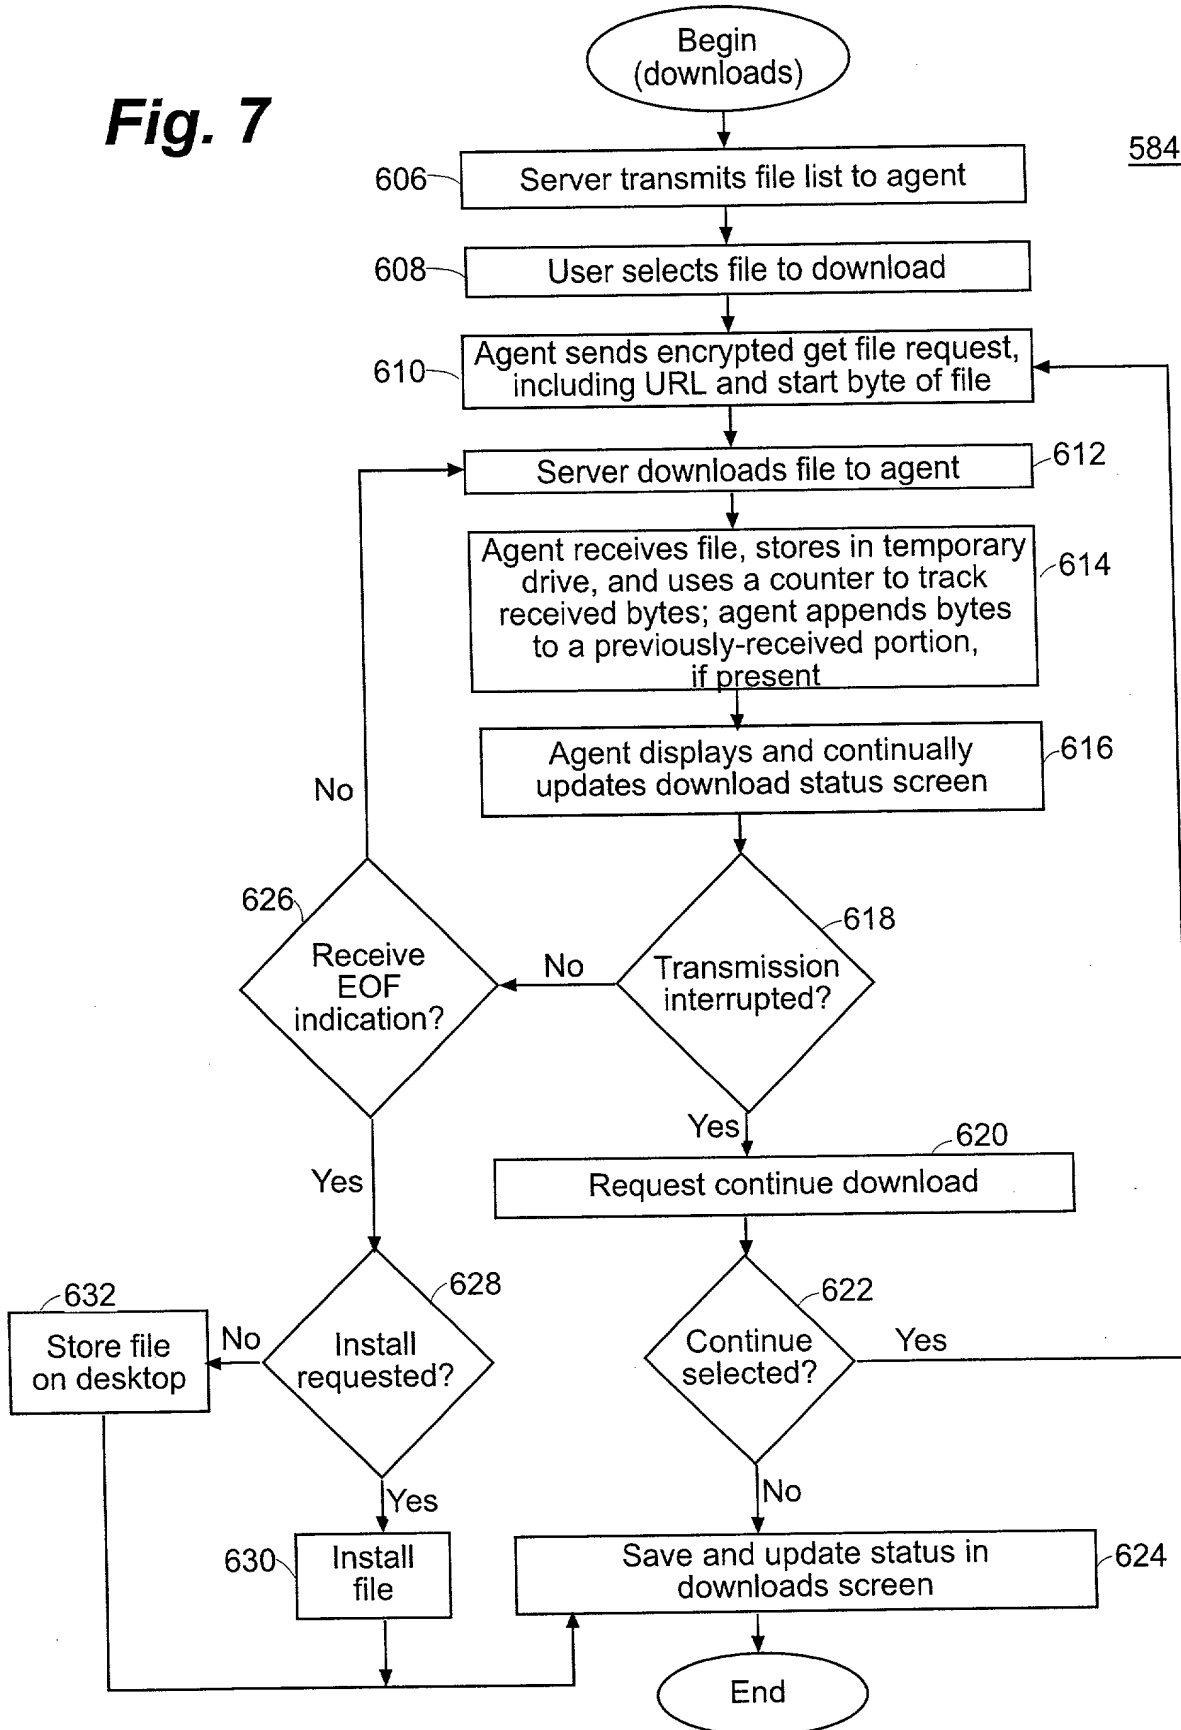 Begin
(downloads)
Fig. 7
584
606
Server transmits file list to agent
608
User selects file to download
610
Agent sends encrypted get file request,
including URL and start byte of file
Server downloads file to agent
612
Agent receives file, stores in temporary
drive, and uses a counter to track
received bytes; agent appends bytes
to a previously-received portion,
if present
614
Agent displays and continually
updates download status screen
616
No
626
Receive
EOF
indication?
No
618
Transmission
interrupted?
Yes
620
Request continue download
Yes
632
Store file
on desktop
No
628
Install
requested?
622
Continue
selected?
Yes
Yes
No
630
Install
file
Save and update status in
downloads screen
624
End